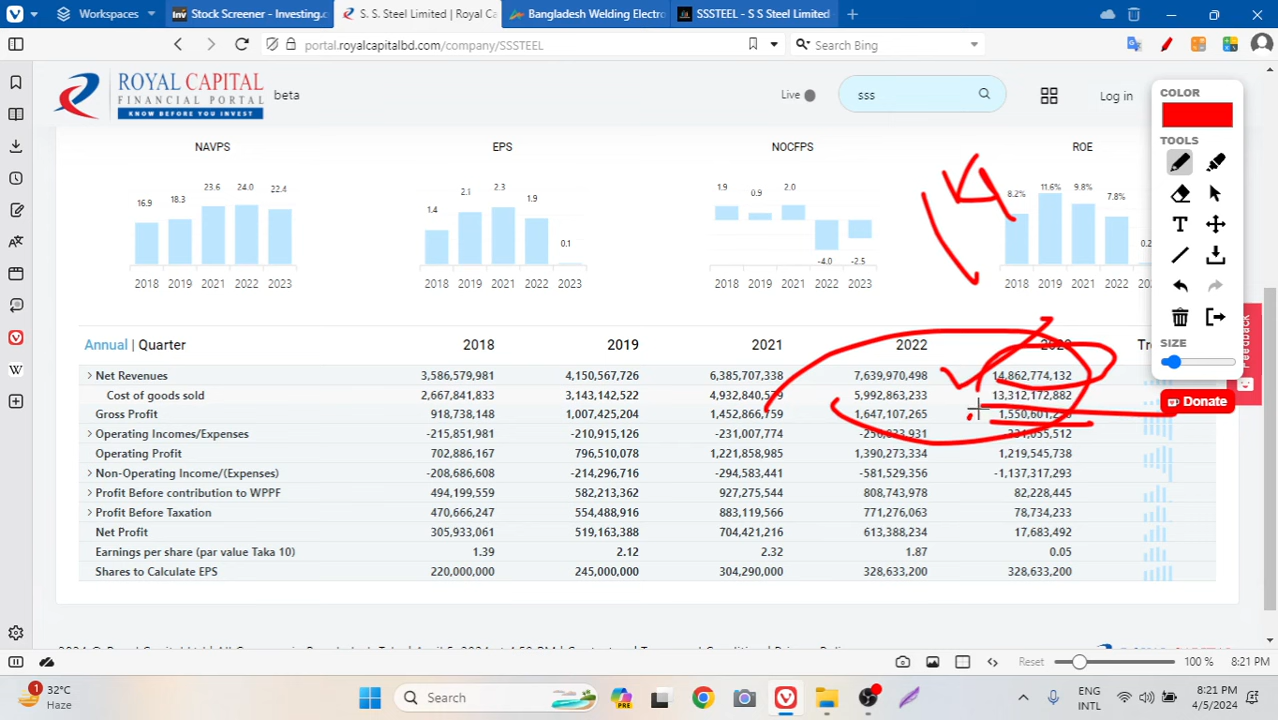 Workspaces
Stock Screener - Investing.c
S. S. Steel Limited | Royal Ca
Bangladesh Welding Electro
SSSTEEL - S S Steel Limited
portal.royalcapitalbd.com/company/SSSTEEL
Search Bing
ROYAL CAPITAL
FINANCIAL PORTAL
KNOW BEFORE YOU INVEST
beta
Live
sss
Log in
COLOR
TOOLS
SIZE
Donate
Feedback
NAVPS EPS NOCFPS ROE
16.9 18.3 23.6 24.0 22.4
2018 2019 2021 2022 2023
1.4 2.1 2.3 1.9 0.1
2018 2019 2021 2022 2023
1.9 0.9 2.0 -4.0 -2.5
2018 2019 2021 2022 2023
8.2% 11.6% 9.8% 7.8% 0.2
2018 2019 2021 2022
Annual | Quarter 2018 2019 2021 2022
Net Revenues 3,586,579,981 4,150,567,726 6,385,707,338 7,639,970,498 14,862,774,132
Cost of goods sold 2,667,841,833 3,143,142,522 4,932,840,579 5,992,863,233 13,312,172,882
Gross Profit 918,738,148 1,007,425,204 1,452,866,759 1,647,107,265
Operating Incomes/Expenses -215,851,981 -210,915,126 -231,007,774
Operating Profit 702,886,167 796,510,078 1,221,858,985 1,390,273,334 1,219,545,738
Non-Operating Income/(Expenses) -208,686,608 -214,296,716 -294,583,441 -581,529,356 -1,137,317,293
Profit Before contribution to WPPF 494,199,559 582,213,362 927,275,544 808,743,978 82,228,445
Profit Before Taxation 470,666,247 554,488,916 883,119,566 771,276,063 78,734,233
Net Profit 305,933,061 519,163,388 704,421,216 613,388,234 17,683,492
Earnings per share (par value Taka 10) 1.39 2.12 2.32 1.87 0.05
Shares to Calculate EPS 220,000,000 245,000,000 304,290,000 328,633,200 328,633,200
Reset 100 % 8:21 PM
1
32°C
Haze
Search
PRE
ENG
INTL
8:21 PM
4/5/2024